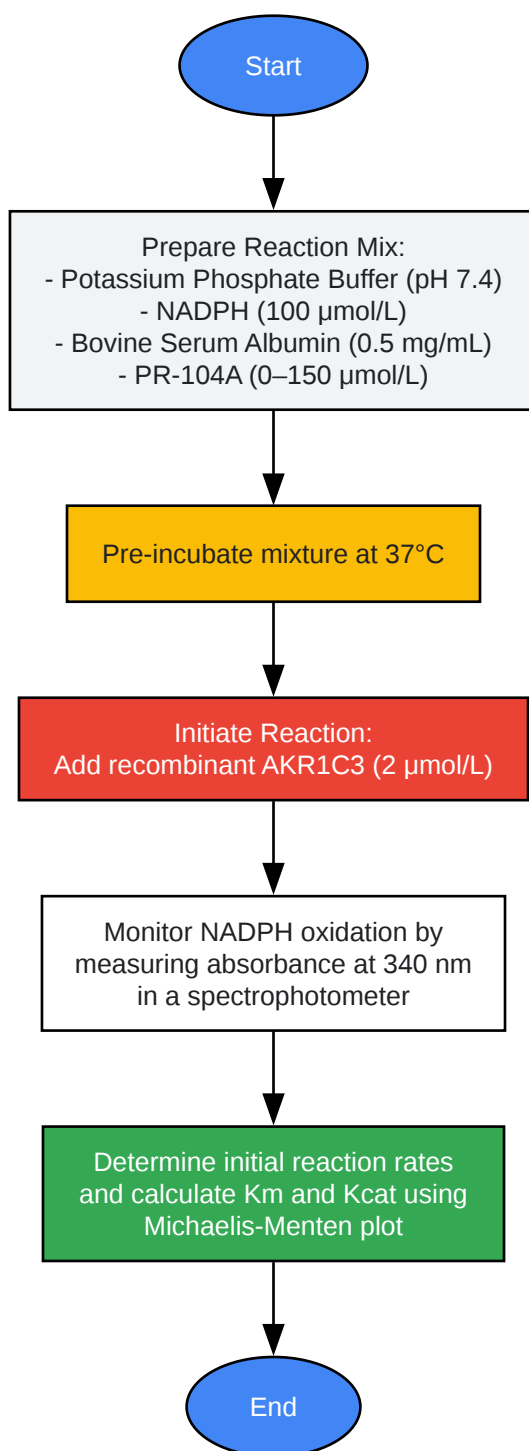 Start
Prepare Reaction Mix:
- Potassium Phosphate Buffer (pH 7.4)
- NADPH (100 μmol/L)
- Bovine Serum Albumin (0.5 mg/mL)
- PR-104A (0–150 μmol/L)
Pre-incubate mixture at 37°C
Initiate Reaction:
Add recombinant AKR1C3 (2 μmol/L)
Monitor NADPH oxidation by
measuring absorbance at 340 nm
in a spectrophotometer
Determine initial reaction rates
and calculate Km and Kcat using
Michaelis-Menten plot
End